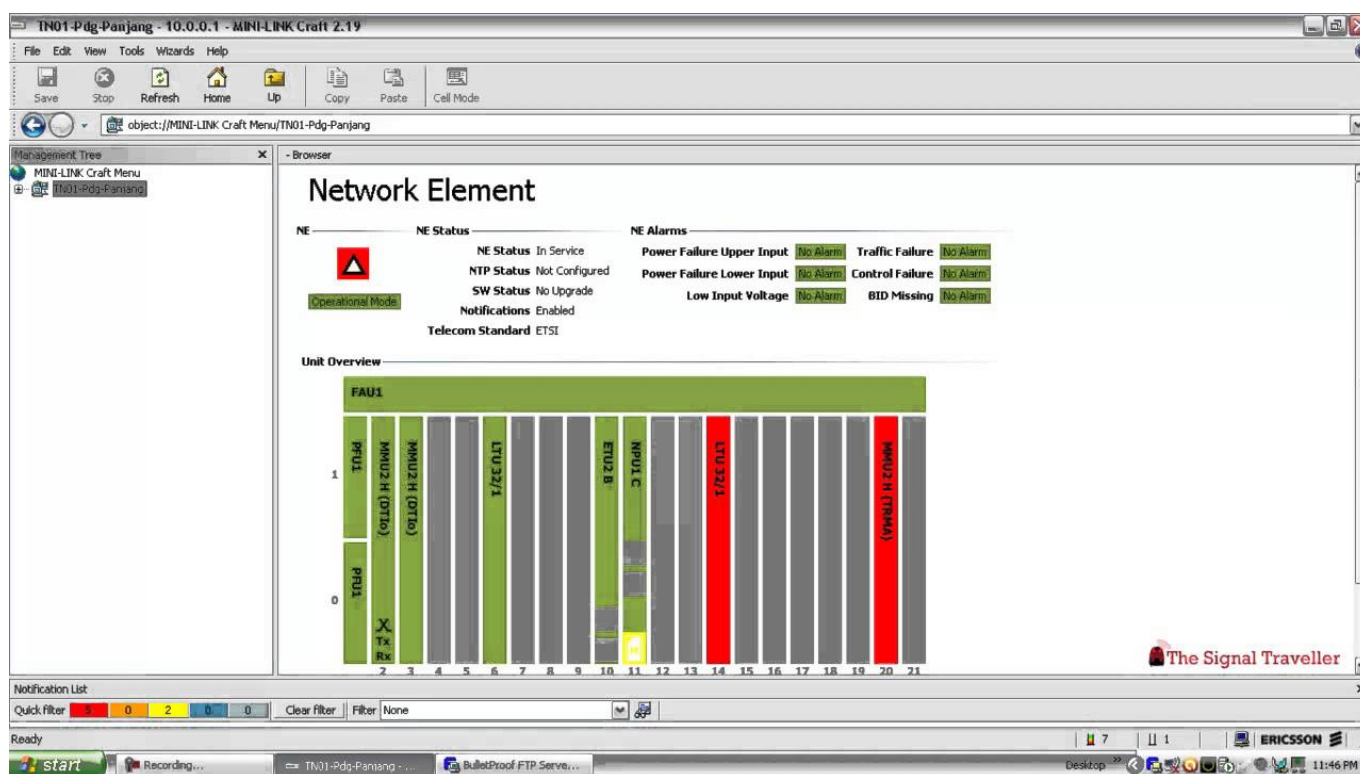 TN01-Pdg-Panjang - 10.0.0.1 - MINI-LINK Craft 2.19
File Edit View Tools Wizards Help
Save Stop Refresh Home Up Copy Paste Cell Mode
object://MINI-LINK Craft Menu/TN01-Pdg-Panjang
Management Tree X - Browser
MINI-LINK Craft Menu
TN01-Pdg-Panjang
Network Element
NE NE Status NE Alarms
NE Status In Service Power Failure Upper Input No Alarm Traffic Failure No Alarm
NTP Status Not Configured Power Failure Lower Input No Alarm Control Failure No Alarm
SW Status No Upgrade Low Input Voltage No Alarm BID Missing No Alarm
Operational Mode
Notifications Enabled
Telecom Standard ETSI
Unit Overview
FAU1
1 PFU1 MMU2 H (DTIo) MMU2 H (DTIo) LTU 32/1 ETU2 B NPU1 C LTU 32/1 MMU2 H (TRMA)
0 PFU1
X
Tx
Rx
2 3 4 5 6 7 8 9 10 11 12 13 14 15 16 17 18 19 20 21
The Signal Traveller
Notification List
Quick filter 5 0 2 0 0 Clear filter Filter None
Ready 7 1 ERICSSON
start Recording... TN01-Pdg-Panjang - ... BulletProof FTP Serve... Desktop 11:46 PM